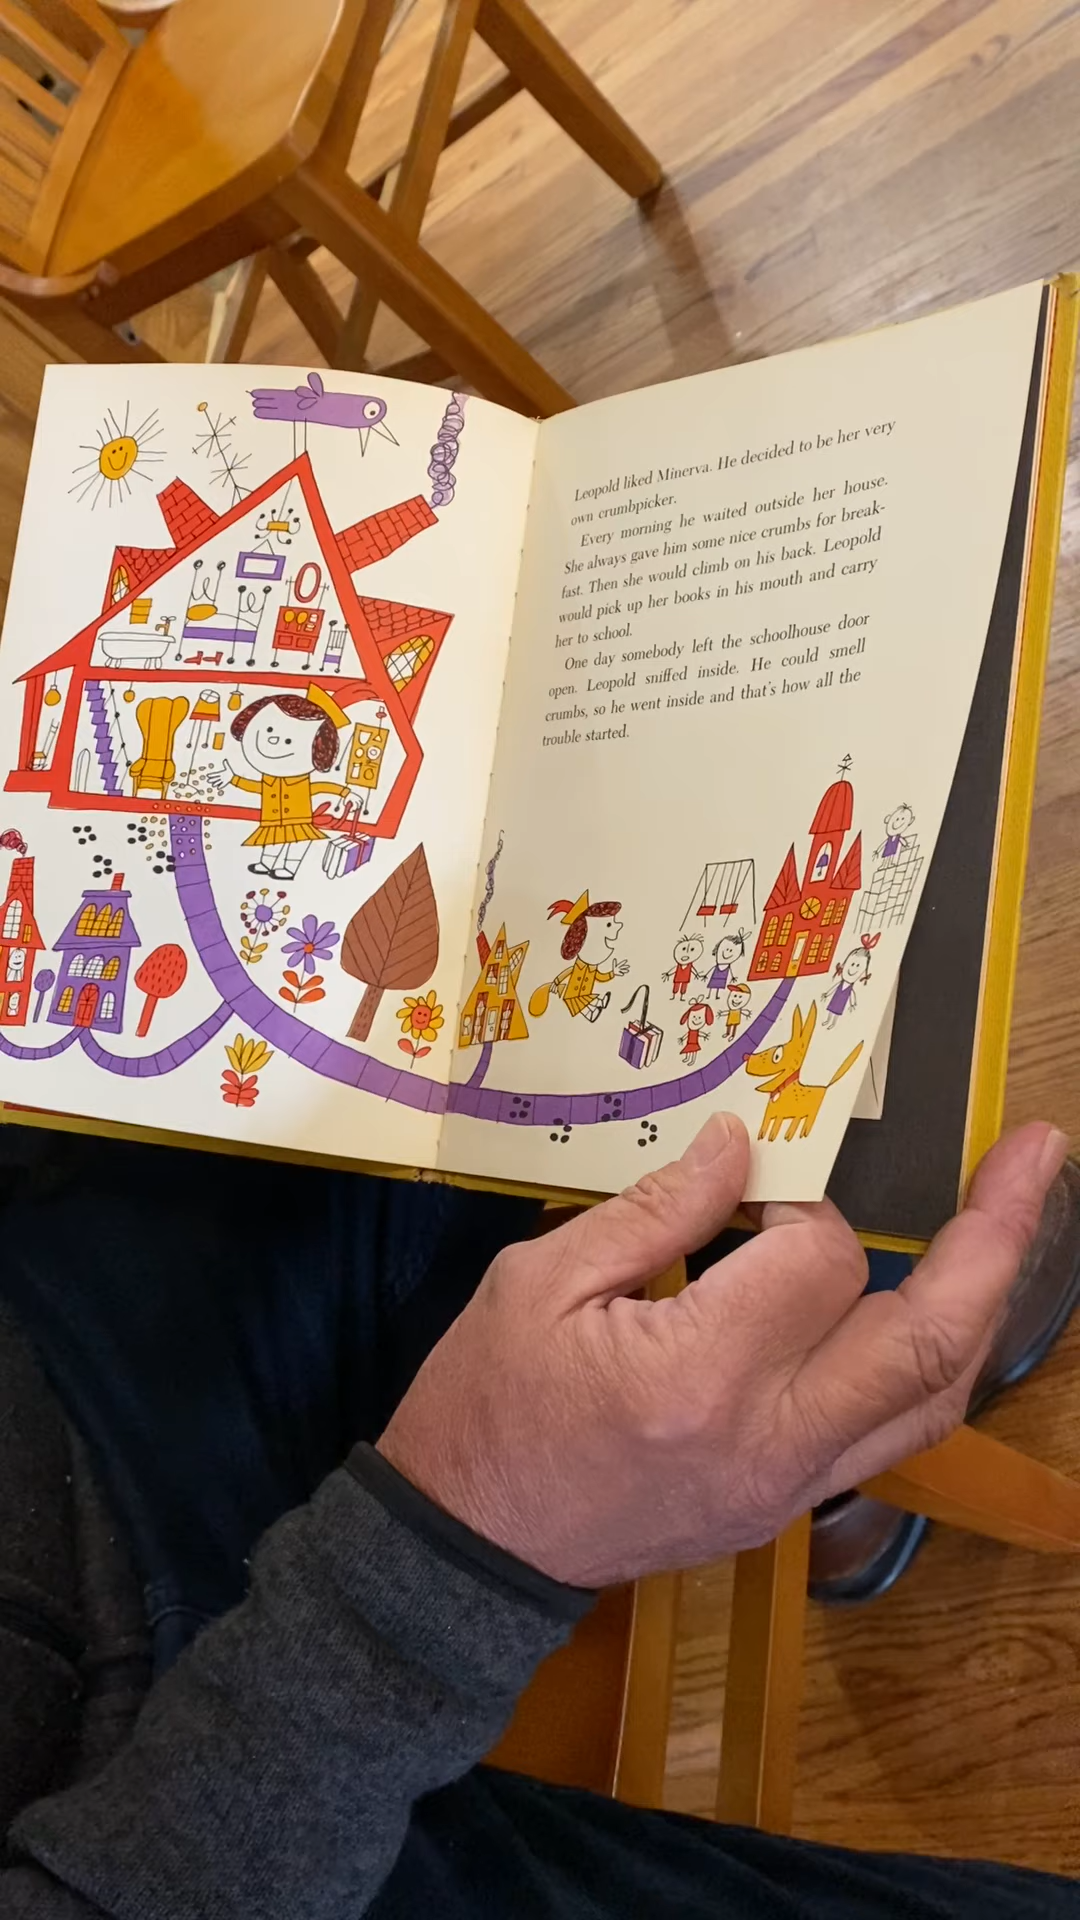 Leopold liked Minerva. He decided to be her very
own crumbpicker.
Every morning he waited outside her house.
She always gave him some nice crumbs for break-
fast. Then she would climb on his back. Leopold
would pick up her books in his mouth and carry
her to school.
One day somebody left the schoolhouse door
open. Leopold sniffed inside. He could smell
crumbs, so he went inside and that's how all the
trouble started.